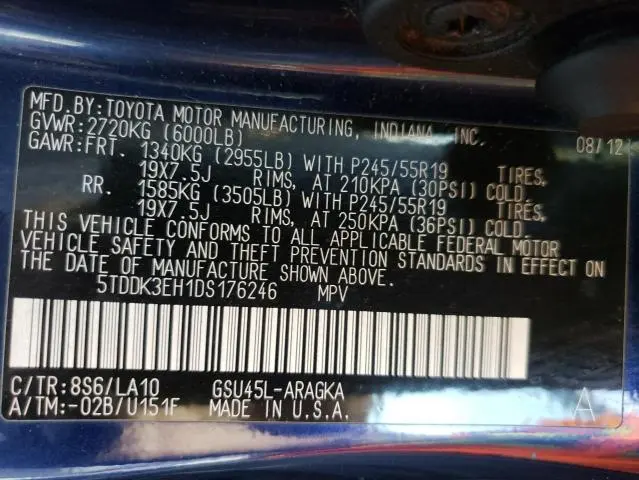 MFD.BY:TOYOTA MOTOR MANUFACTURING, INDIANA, INC.
GVWR:2720KG (6000LB) 08/12
GAWR:FRT. 1340KG (2955LB) WITH P245/55R19 TIRES,
19X7.5J RIMS, AT 210KPA (30PSI) COLD.
RR. 1585KG (3505LB) WITH P245/55R19 TIRES,
19X7.5J RIMS, AT 250KPA (36PSI) COLD.
THIS VEHICLE CONFORMS TO ALL APPLICABLE FEDERAL MOTOR
VEHICLE SAFETY AND THEFT PREVENTION STANDARDS IN EFFECT ON
THE DATE OF MANUFACTURE SHOWN ABOVE.
5TDDK3EH1DS176246 MPV
C/TR:8S6/LA10 GSU45L-ARAGKA
A/TM:-02B/U151F MADE IN U.S.A. A